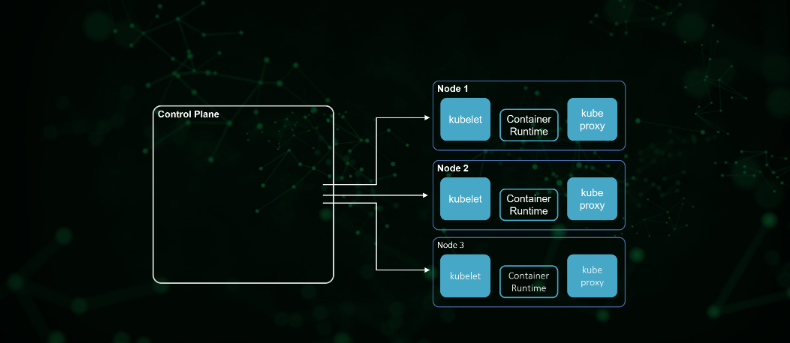 Control Plane
Node 1
kubelet
Container
Runtime
kube
proxy
Node 2
kubelet
Container
Runtime
kube
proxy
Node 3
kubelet
Container
Runtime
kube
proxy